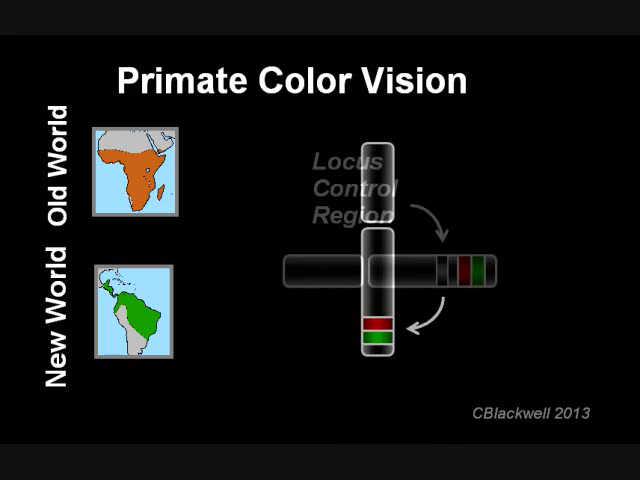 Primate Color Vision
Old World
New World
Locus
Control
Region
CBlackwell 2013